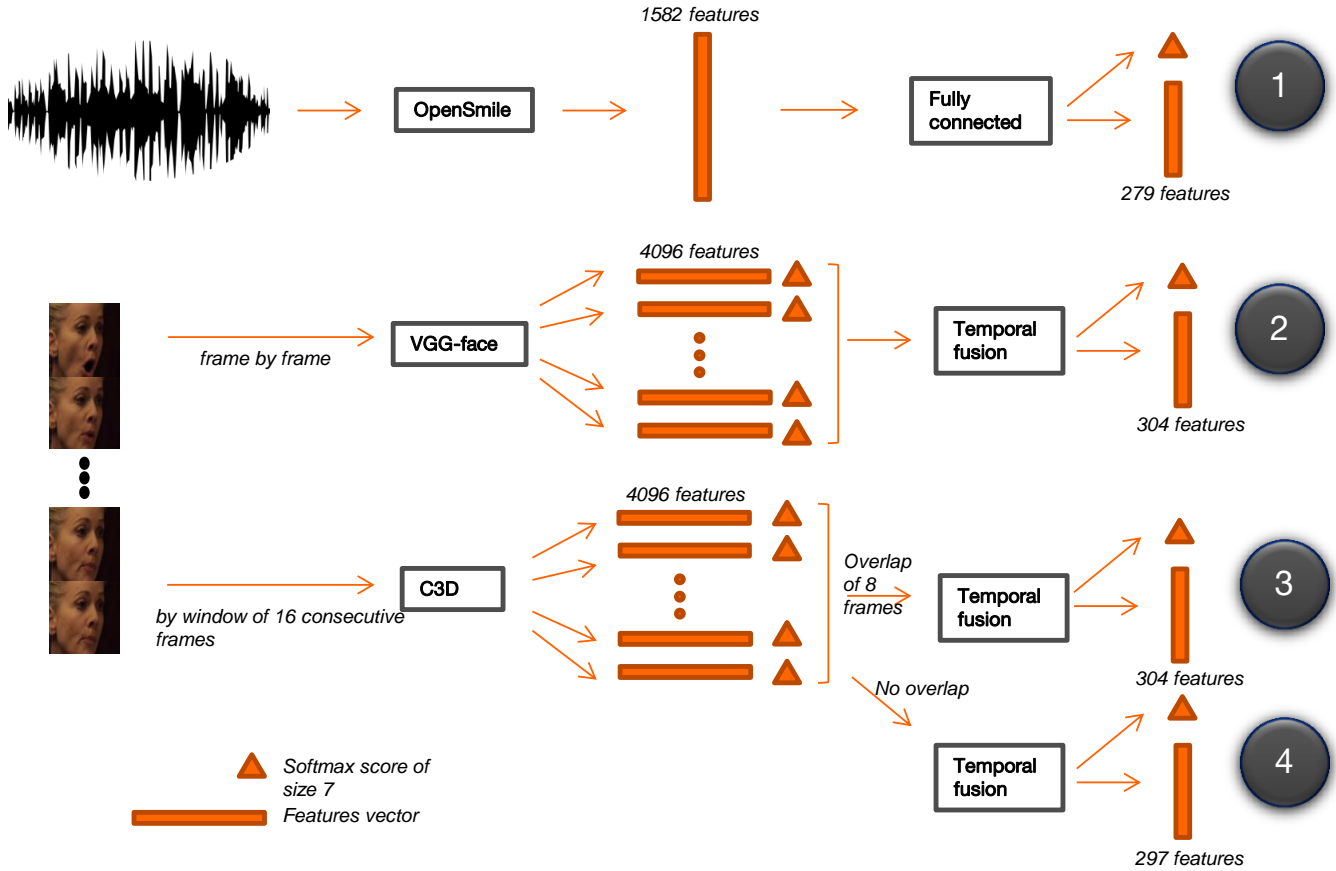 1582 features
OpenSmile
Fully
connected
279 features
1
4096 features
frame by frame
VGG-face
Temporal
fusion
304 features
2
4096 features
by window of 16 consecutive
frames
C3D
Overlap
of 8
frames
Temporal
fusion
304 features
3
No overlap
Temporal
fusion
297 features
4
Softmax score of
size 7
Features vector